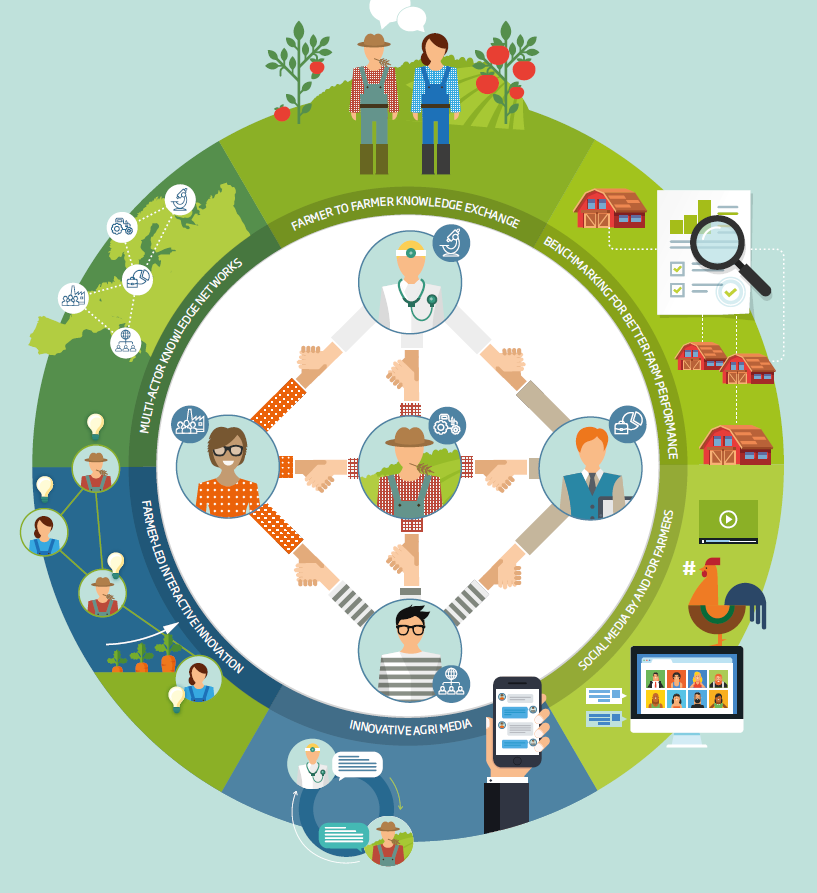 FARMER TO FARMER KNOWLEDGE EXCHANGE
BENCHMARKING FOR BETTER FARM PERFORMANCE
SOCIAL MEDIA BY AND FOR FARMERS
#
INNOVATIVE AGRI MEDIA
FARMER-LED INTERACTIVE INNOVATION
MULTI-ACTOR KNOWLEDGE NETWORKS